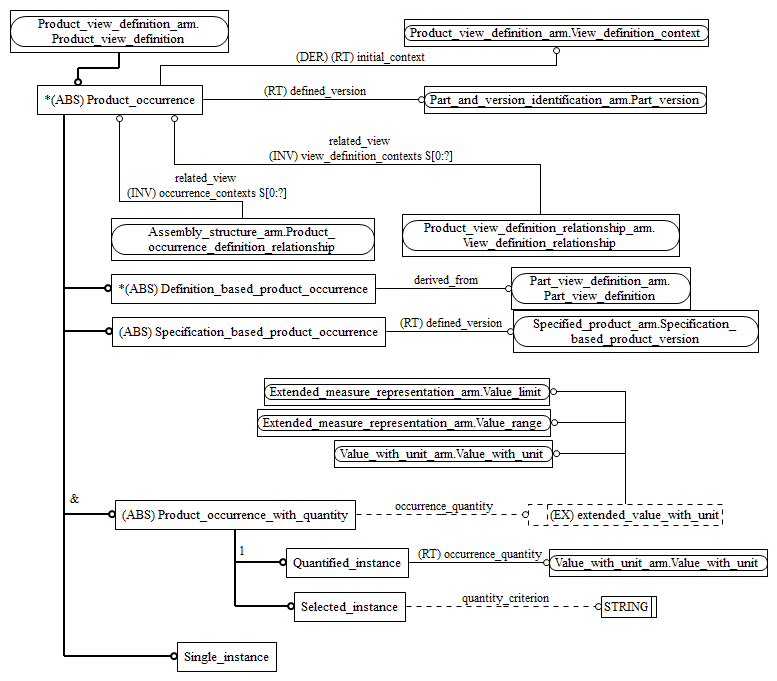 Product_view_definition_arm.
Product_view_definition
Product_view_definition_arm.View_definition_context
(DER) (RT) initial_context
*(ABS) Product_occurrence
(RT) defined_version
Part_and_version_identification_arm.Part_version
related_view
(INV) view_definition_contexts S[0:?]
related_view
(INV) occurrence_contexts S[0:?]
Assembly_structure_arm.Product_
occurrence_definition_relationship
Product_view_definition_relationship_arm.
View_definition_relationship
*(ABS) Definition_based_product_occurrence
derived_from
Part_view_definition_arm.
Part_view_definition
(ABS) Specification_based_product_occurrence
(RT) defined_version
Specified_product_arm.Specification_
based_product_version
Extended_measure_representation_arm.Value_limit
Extended_measure_representation_arm.Value_range
Value_with_unit_arm.Value_with_unit
&
(ABS) Product_occurrence_with_quantity
occurrence_quantity
(EX) extended_value_with_unit
1
Quantified_instance
(RT) occurrence_quantity
Value_with_unit_arm.Value_with_unit
Selected_instance
quantity_criterion
STRING
Single_instance